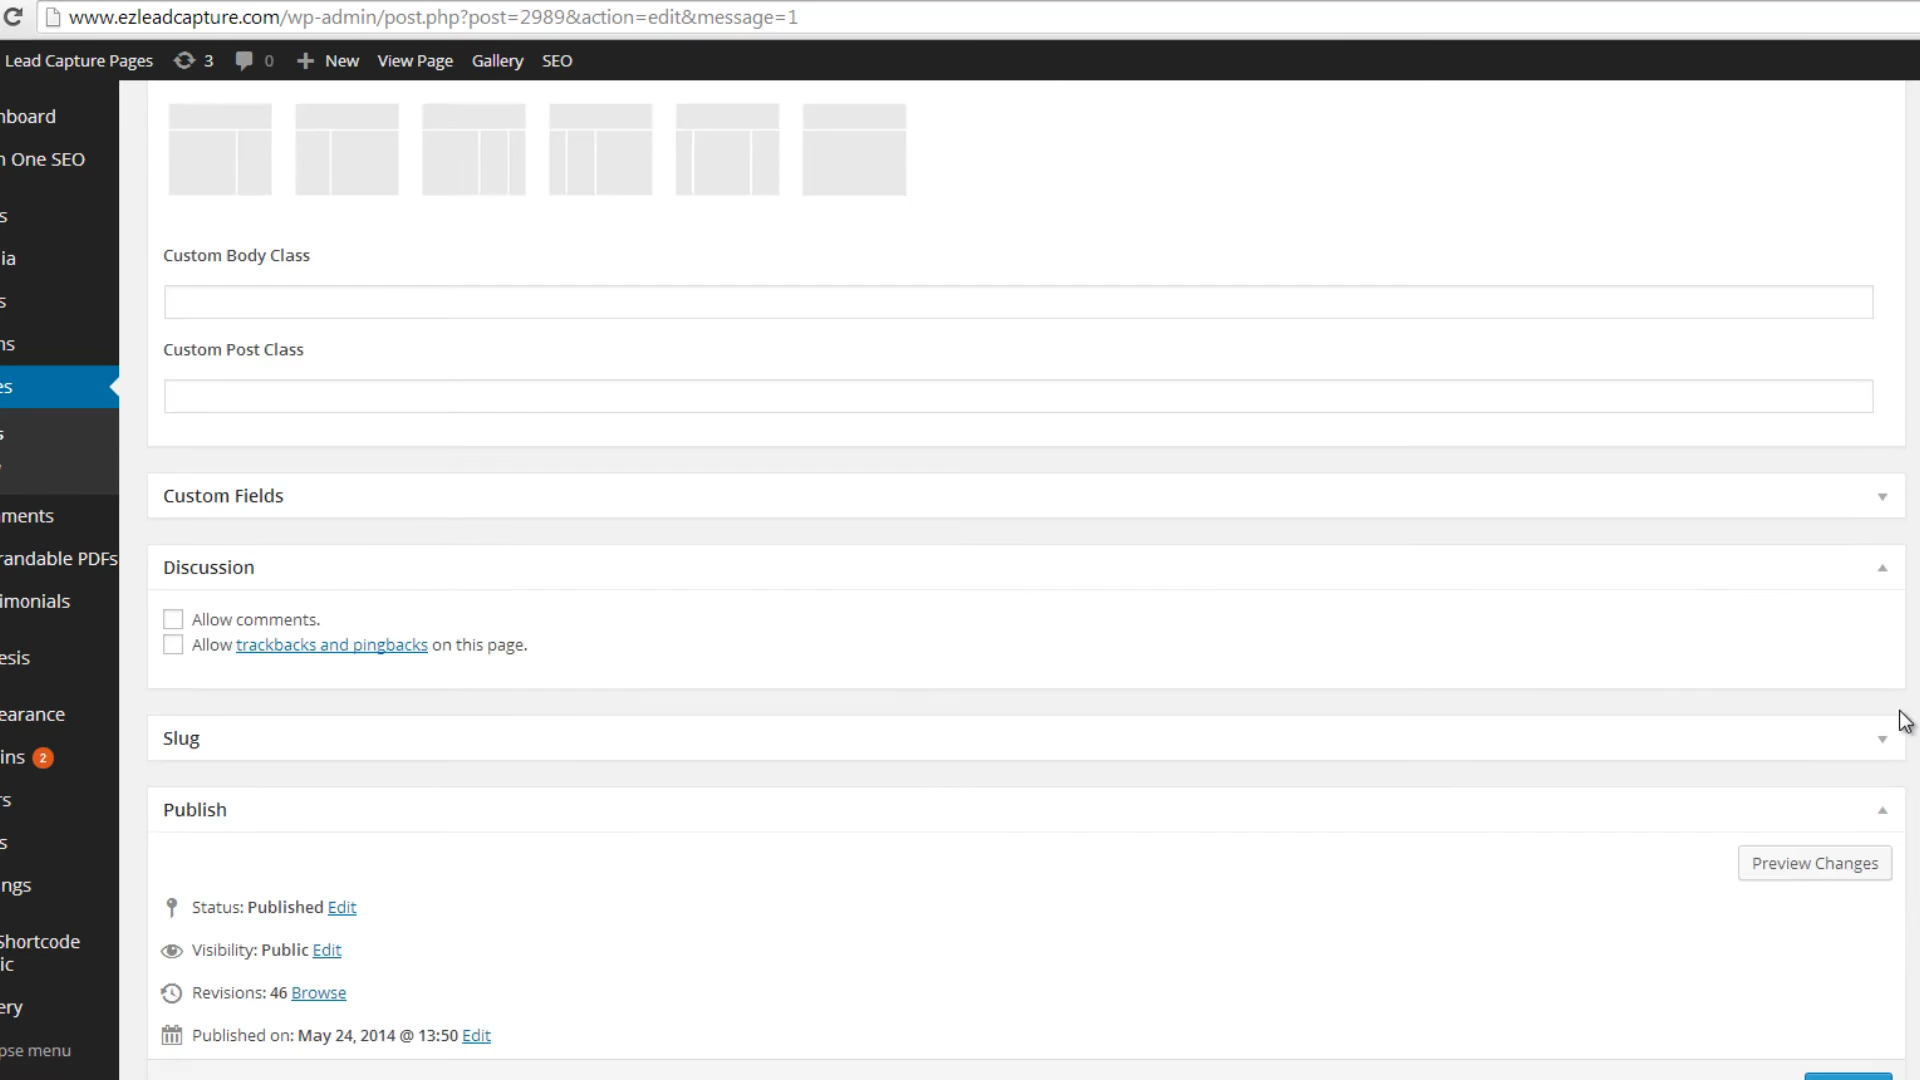 www.ezleadcapture.com/wp-admin/post.php?post=2989&action=edit&message=1
Lead Capture Pages 3 0 New View Page Gallery SEO
nboard
n One SEO
s
ia
s
ns
es
s
ments
randable PDFs
imonials
esis
earance
ins 2
rs
s
ngs
Shortcode
ic
ery
pse menu
Custom Body Class
Custom Post Class
Custom Fields
Discussion
Allow comments.
Allow trackbacks and pingbacks on this page.
Slug
Publish
Preview Changes
Status: Published Edit
Visibility: Public Edit
Revisions: 46 Browse
Published on: May 24, 2014 @ 13:50 Edit